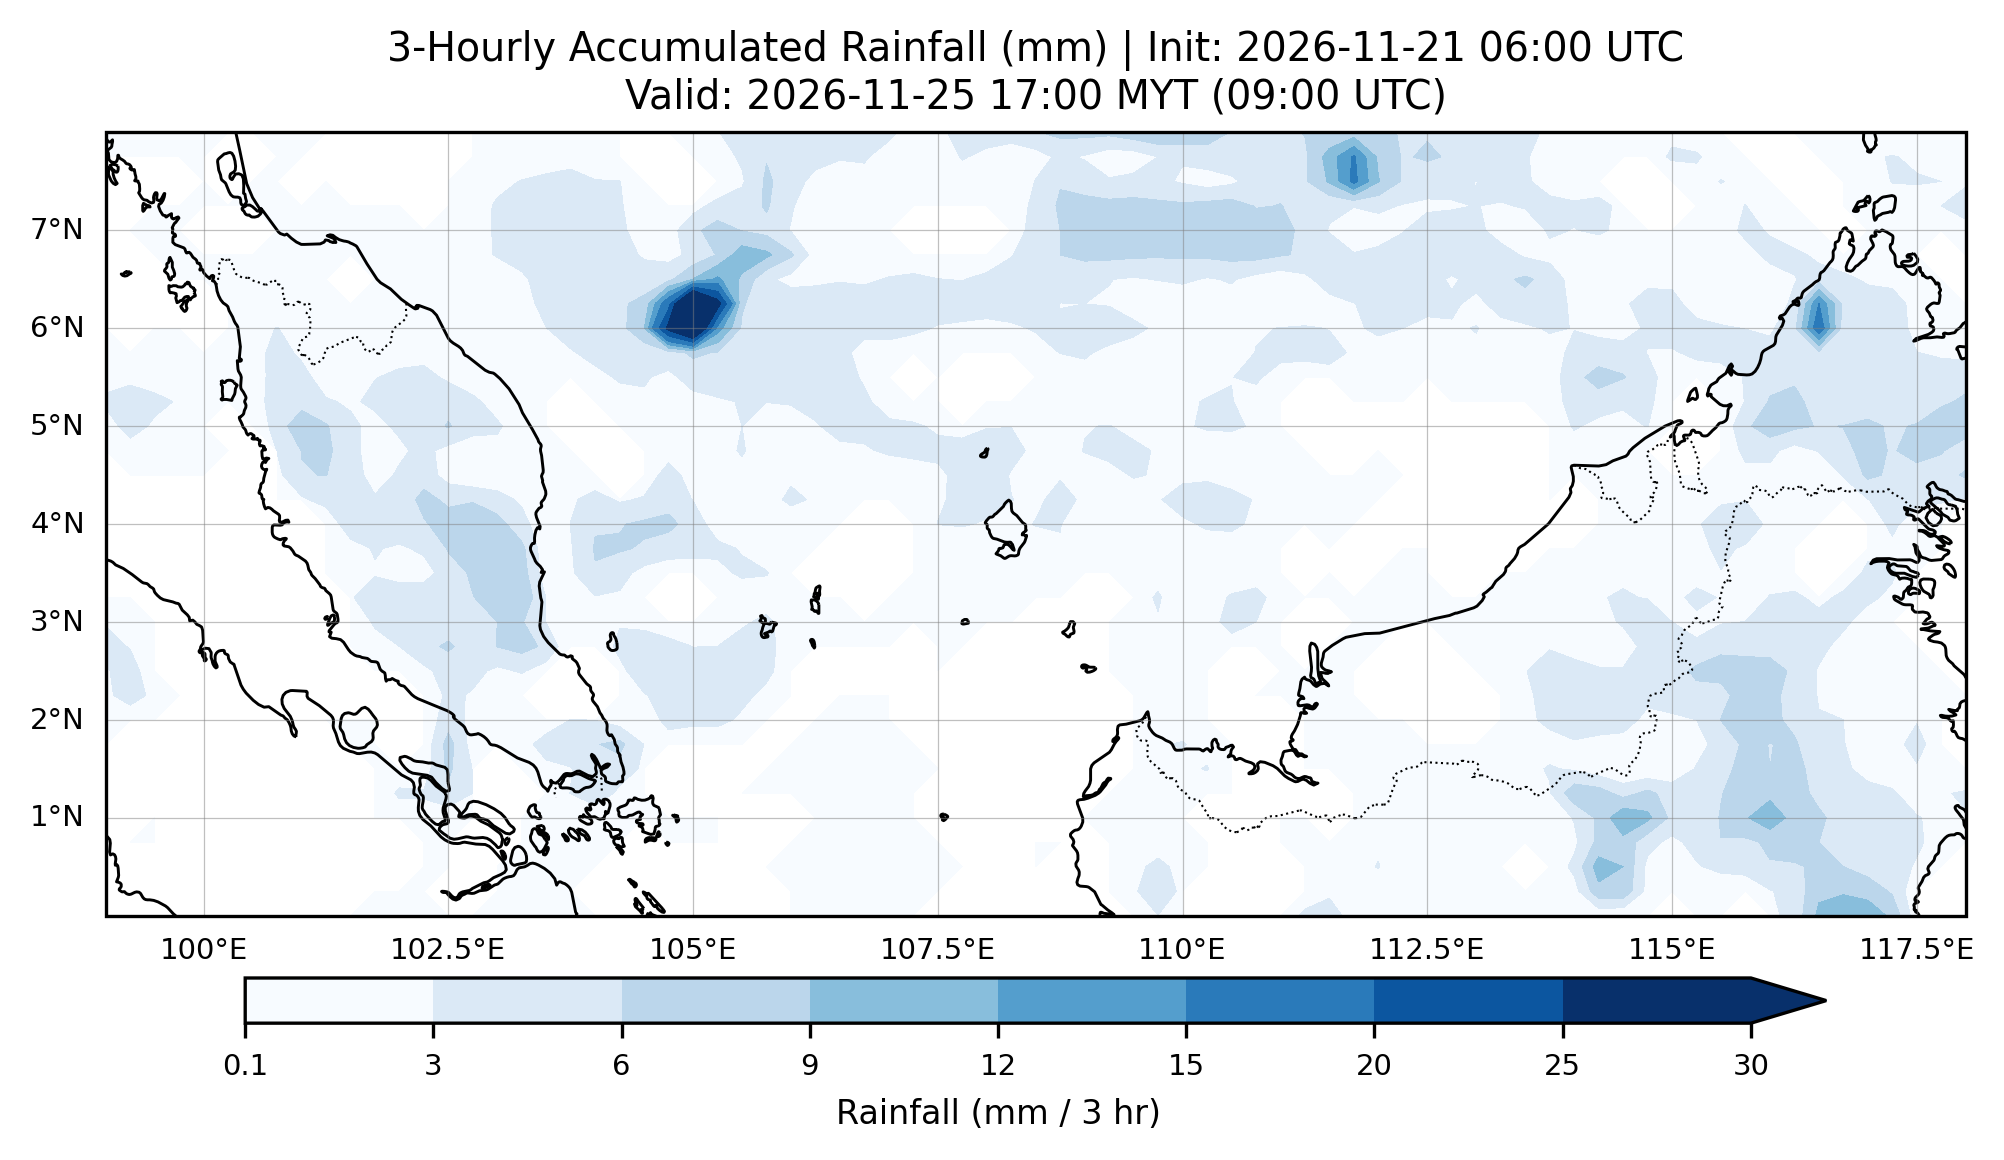 3-Hourly Accumulated Rainfall (mm) | Init: 2026-11-21 06:00 UTC
Valid: 2026-11-25 17:00 MYT (09:00 UTC)
7°N
6°N
5°N
4°N
3°N
2°N
1°N
100°E 102.5°E 105°E 107.5°E 110°E 112.5°E 115°E 117.5°E
0.1 3 6 9 12 15 20 25 30
Rainfall (mm / 3 hr)